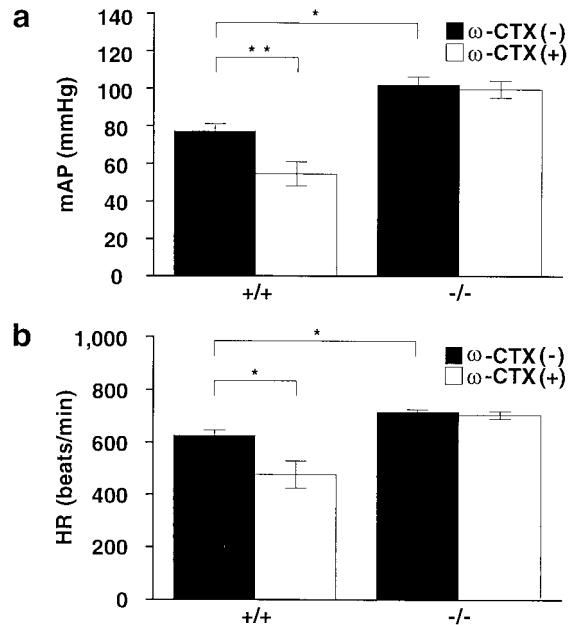 a
mAP (mmHg)
140
120
100
80
60
40
20
0
*
* *
ω-CTX (-)
ω-CTX (+)
+/+
-/-
b
HR (beats/min)
1,000
800
600
400
200
0
*
*
ω-CTX (-)
ω-CTX (+)
+/+
-/-